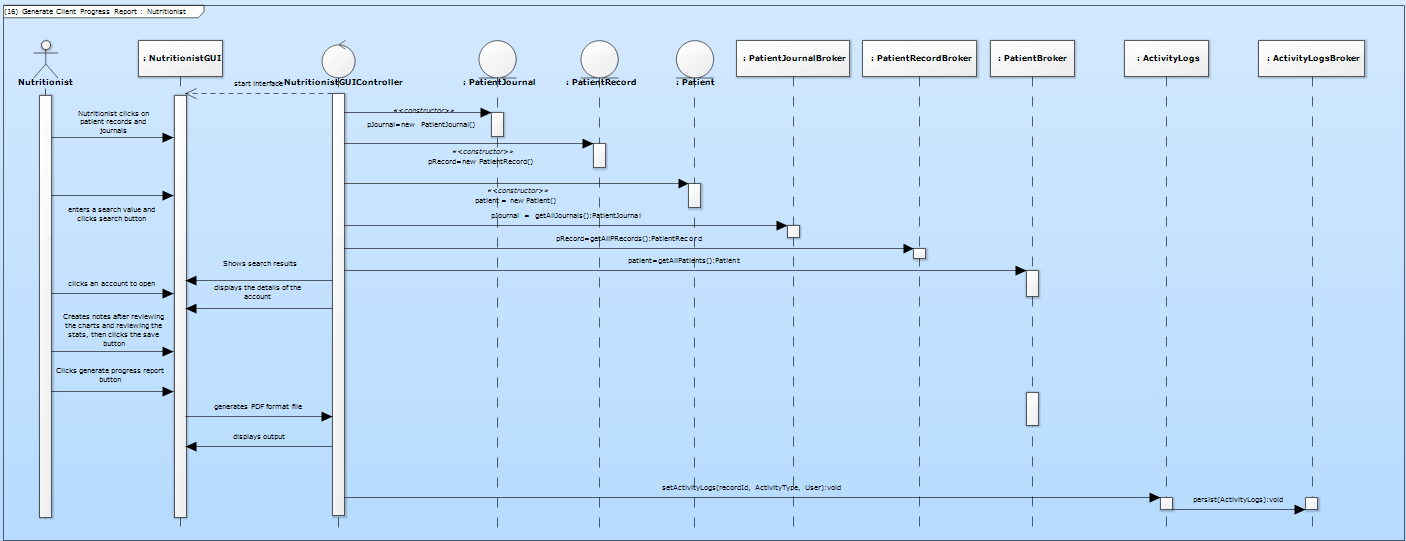 (16) Generate Client Progress Report : Nutritionist
Nutritionist
: NutritionistGUI
: NutritionistGUIController
: PatientJournal
: PatientRecord
: Patient
: PatientJournalBroker
: PatientRecordBroker
: PatientBroker
: ActivityLogs
: ActivityLogsBroker
start interface
Nutritionist clicks on
patient records and
journals
«<constructor>»
pJournal=new PatientJournal()
«<constructor>»
pRecord=new PatientRecord()
«<constructor>»
patient = new Patient()
enters a search value and
clicks search button
pJournal = getAllJournals():PatientJournal
pRecord=getAllPRecords():PatientRecord
patient=getAllPatients():Patient
Shows search results
clicks an account to open
displays the details of the
account
Creates notes after reviewing
the charts and reviewing the
stats, then clicks the save
button
Clicks generate progress report
button
generates PDF format file
displays output
setActivityLogs(recordId, ActivityType, User):void
persist(ActivityLogs):void